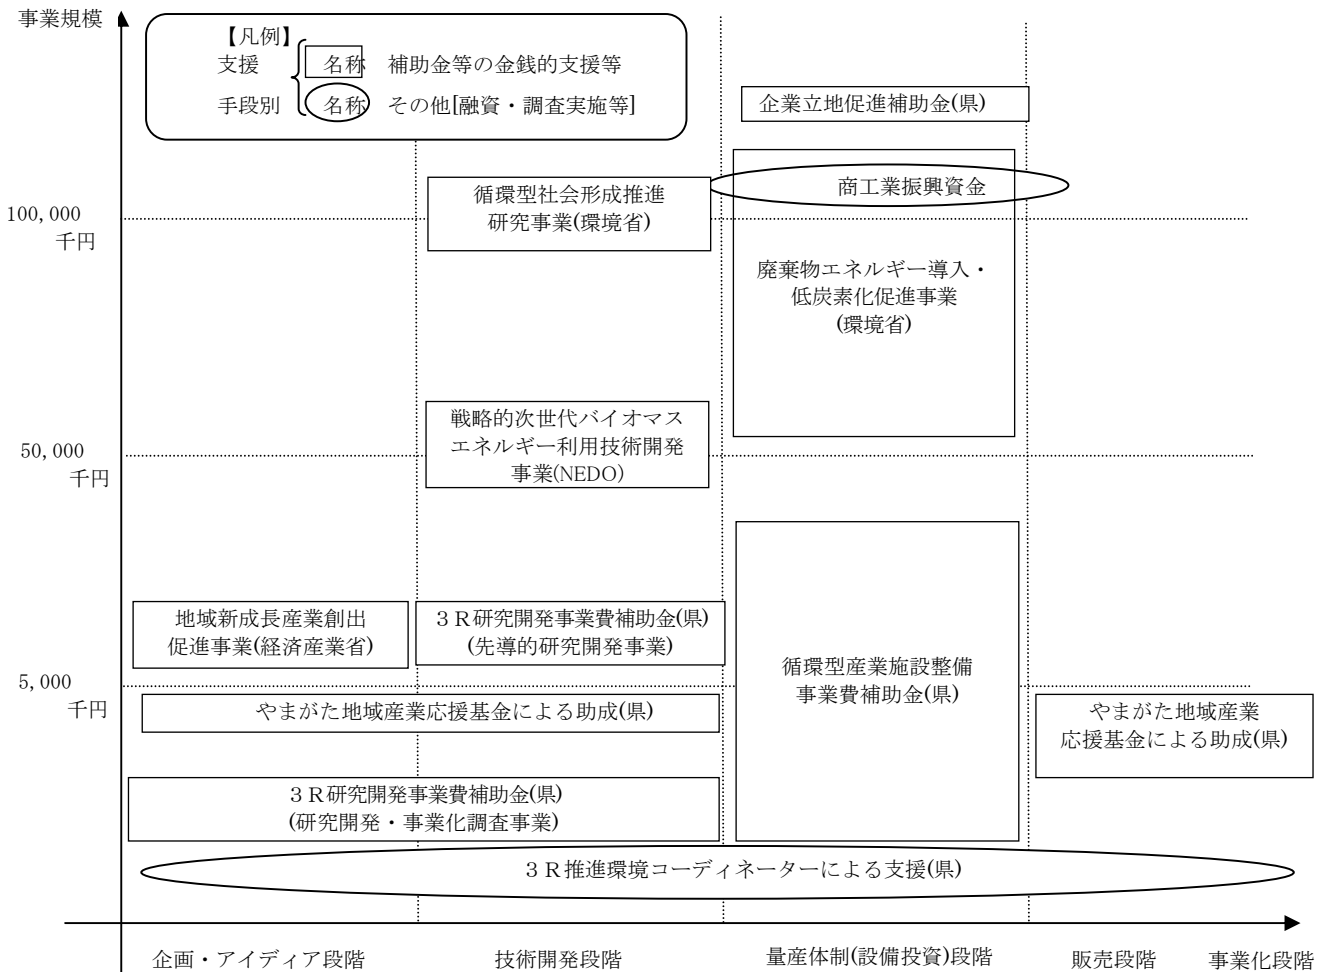 事業規模
【凡例】
支援
名称 補助金等の金銭的支援等
手段別
名称 その他[融資・調査実施等]
企業立地促進補助金(県)
商工業振興資金
循環型社会形成推進
研究事業(環境省)
100,000
千円
廃棄物エネルギー導入・
低炭素化促進事業
(環境省)
戦略的次世代バイオマス
エネルギー利用技術開発
事業(NEDO)
50,000
千円
地域新成長産業創出
促進事業(経済産業省)
3R研究開発事業費補助金(県)
(先導的研究開発事業)
循環型産業施設整備
事業費補助金(県)
5,000
千円
やまがた地域産業応援基金による助成(県)
やまがた地域産業
応援基金による助成(県)
3R研究開発事業費補助金(県)
(研究開発・事業化調査事業)
3R推進環境コーディネーターによる支援(県)
企画・アイディア段階
技術開発段階
量産体制(設備投資)段階
販売段階
事業化段階